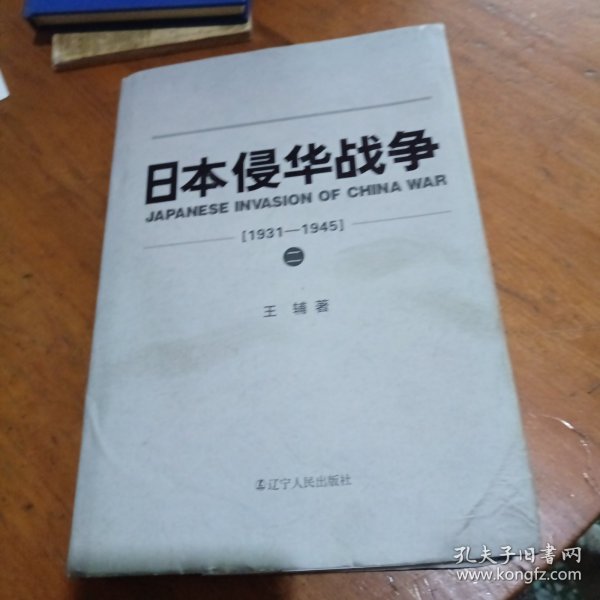 日本侵华战争
JAPANESE INVASION OF CHINA WAR
[1931—1945]
二
王 辅 著
辽宁人民出版社
孔夫子旧书网
www.kongfz.com